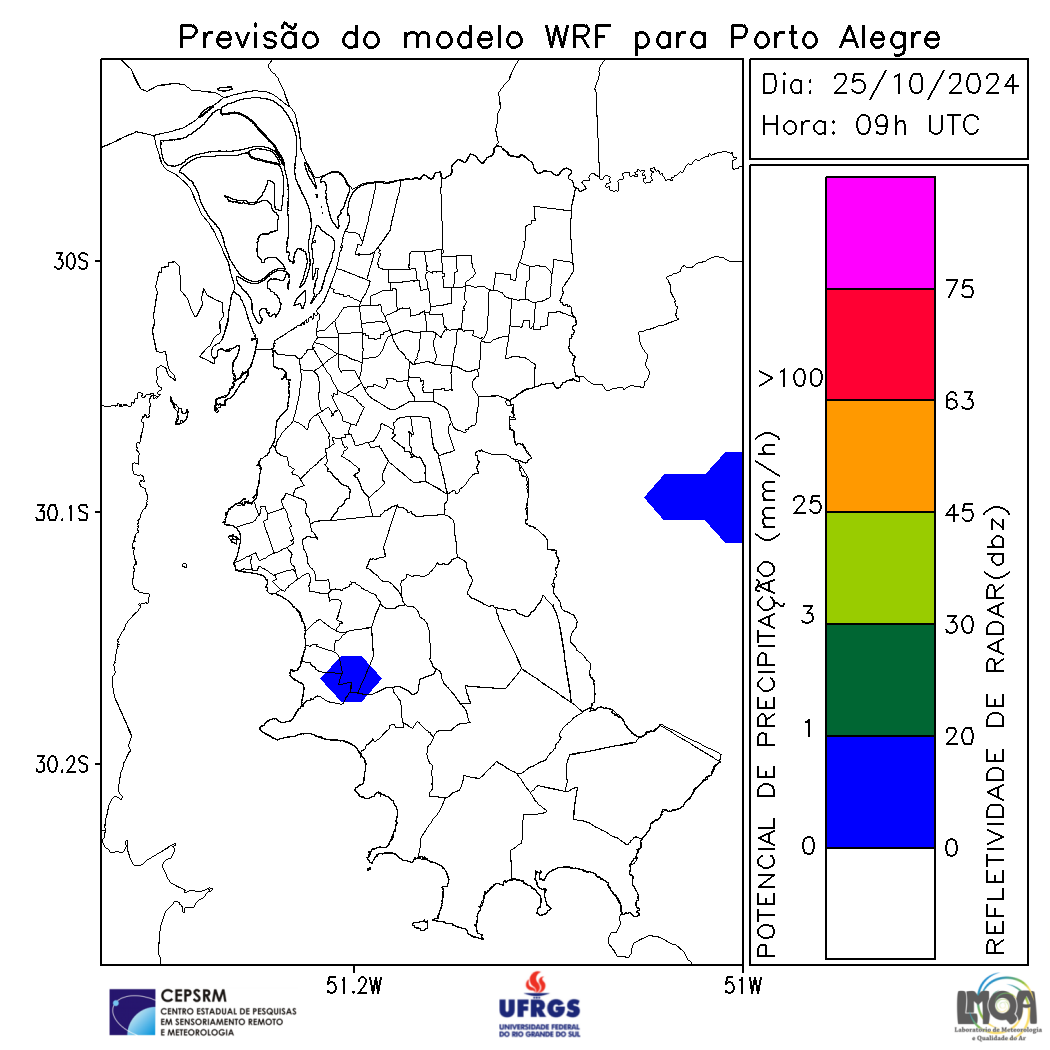 Previsão do modelo WRF para Porto Alegre
Dia: 25/10/2024
Hora: 09h UTC
30S
30.1S
30.2S
51.2W
51W
POTENCIAL DE PRECIPITAÇÃO (mm/h)
>100
25
3
1
0
75
63
45
30
20
0
REFLETIVIDADE DE RADAR(dbz)
CEPSRM
CENTRO ESTADUAL DE PESQUISAS
EM SENSORIAMENTO REMOTO
E METEOROLOGIA
UFRGS
UNIVERSIDADE FEDERAL
DO RIO GRANDE DO SUL
LMQA
Laboratório de Meteorologia
e Qualidade do Ar